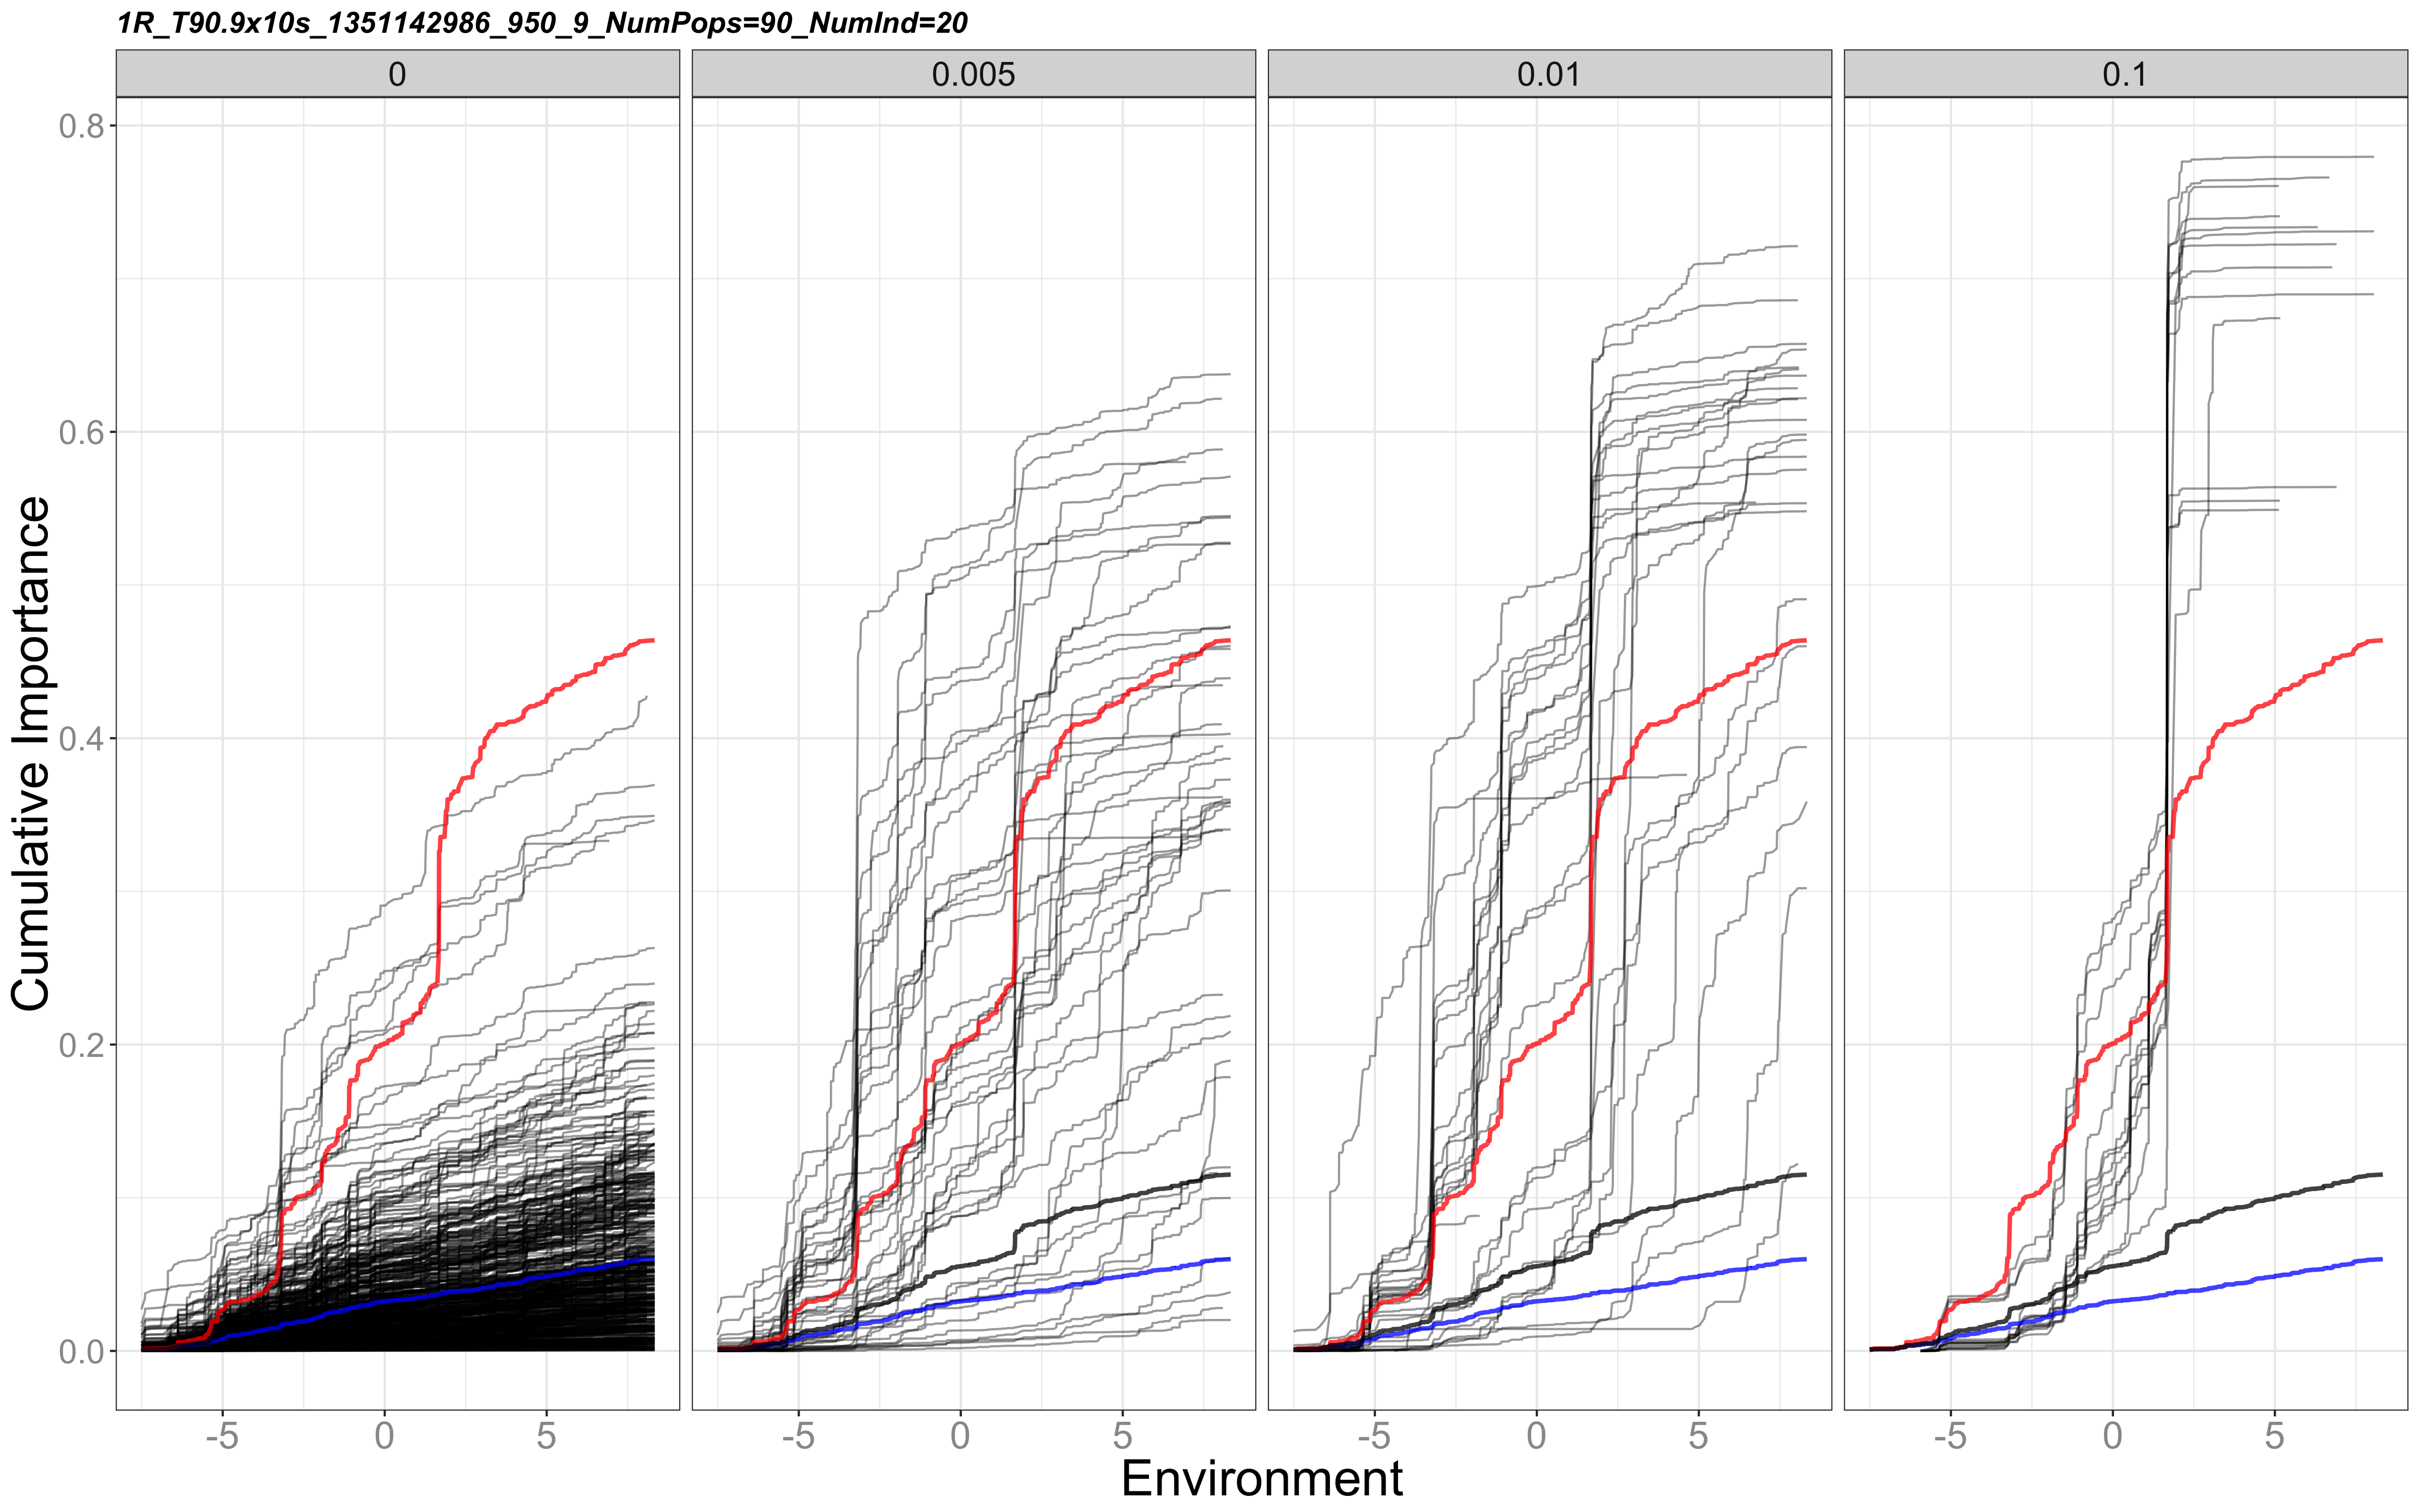 1R_T90.9x10s_1351142986_950_9_NumPops=90_NumInd=20
0 0.005 0.01 0.1
Cumulative Importance
0.8
0.6
0.4
0.2
0.0
-5 0 5 -5 0 5 -5 0 5 -5 0 5
Environment